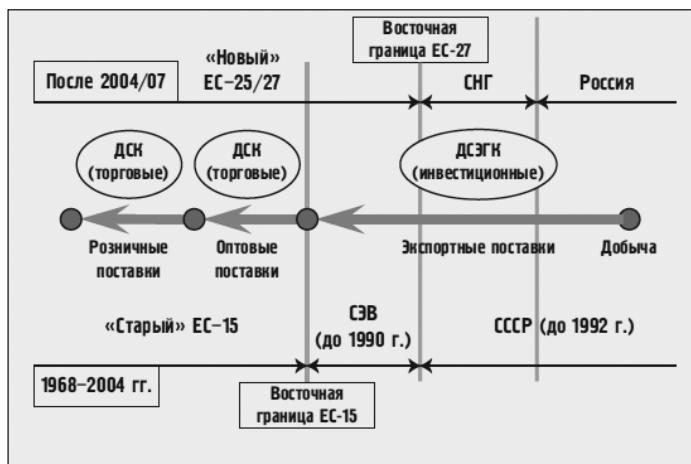 Восточная
граница ЕС-27
«Новый»
ЕС-25/27
После 2004/07
СНГ
Россия
ДСК
(торговые)
ДСК
(торговые)
ДСЭГК
(инвестиционные)
Розничные
поставки
Оптовые
поставки
Экспортные поставки
Добыча
«Старый» ЕС-15
СЭВ
(до 1990 г.)
СССР (до 1992 г.)
1968–2004 гг.
Восточная
граница ЕС-15